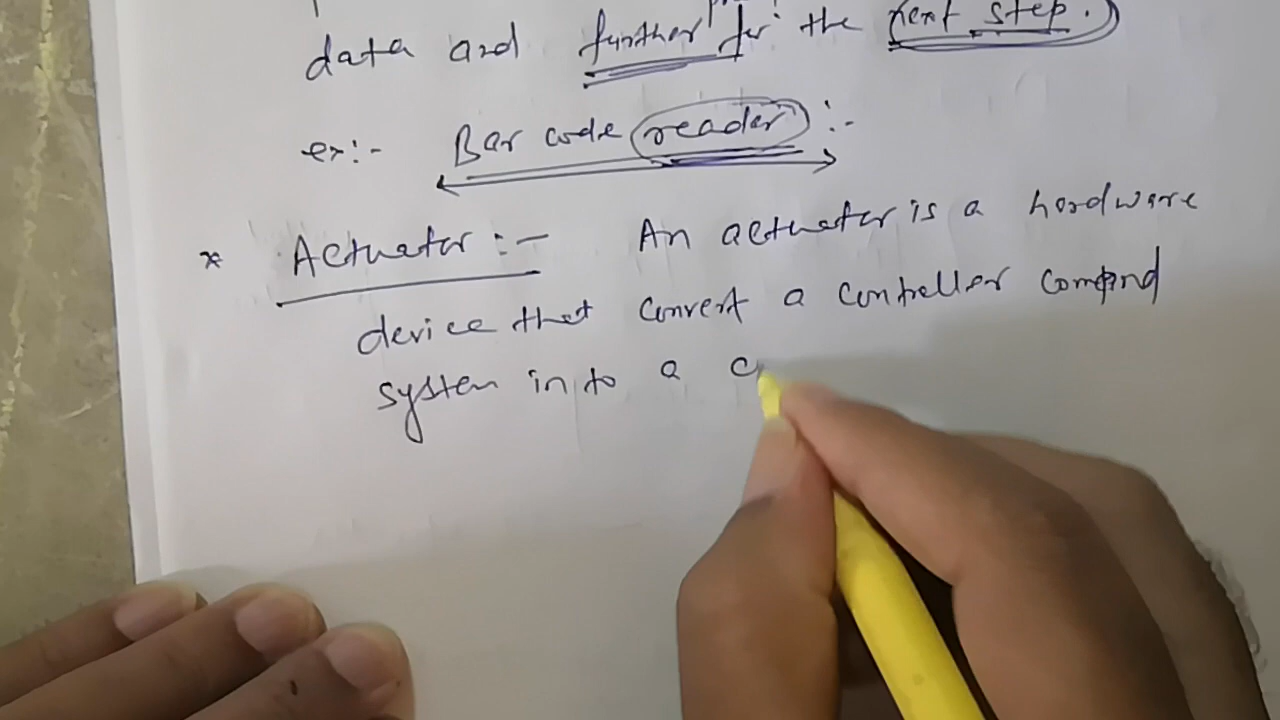 data and further for the next step.
ex:- Bar code reader :-
* Actuator :- An actuator is a hardware
device that convert a controller command
system in to a c